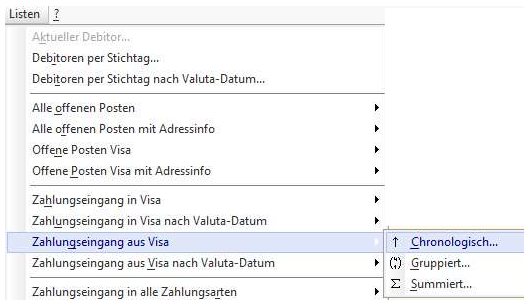 Listen ?
Aktueller Debitor...
Debitoren per Stichtag...
Debitoren per Stichtag nach Valuta-Datum...
Alle offenen Posten
Alle offenen Posten mit Adressinfo
Offene Posten Visa
Offene Posten Visa mit Adressinfo
Zahlungseingang in Visa
Zahlungseingang in Visa nach Valuta-Datum
Zahlungseingang aus Visa
Chronologisch...
Zahlungseingang aus Visa nach Valuta-Datum
Gruppiert...
Σ Summiert...
Zahlungseingang in alle Zahlungsarten